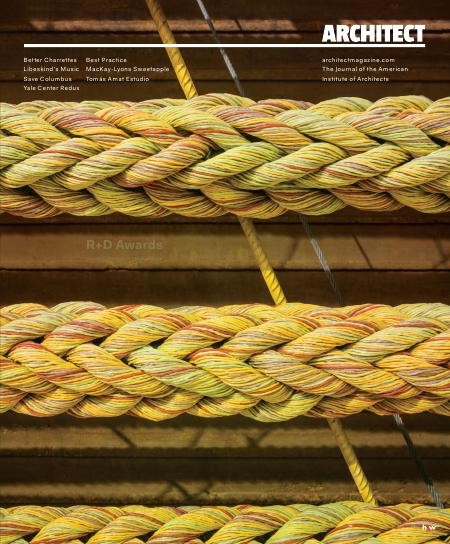 ARCHITECT
Better Charrettes
Libeskind's Music
Save Columbus
Yale Center Redus
Best Practice
MacKay-Lyons Sweetapple
Tomás Amat Estudio
architectmagazine.com
The Journal of the American
Institute of Architects
R+D Awards
hw